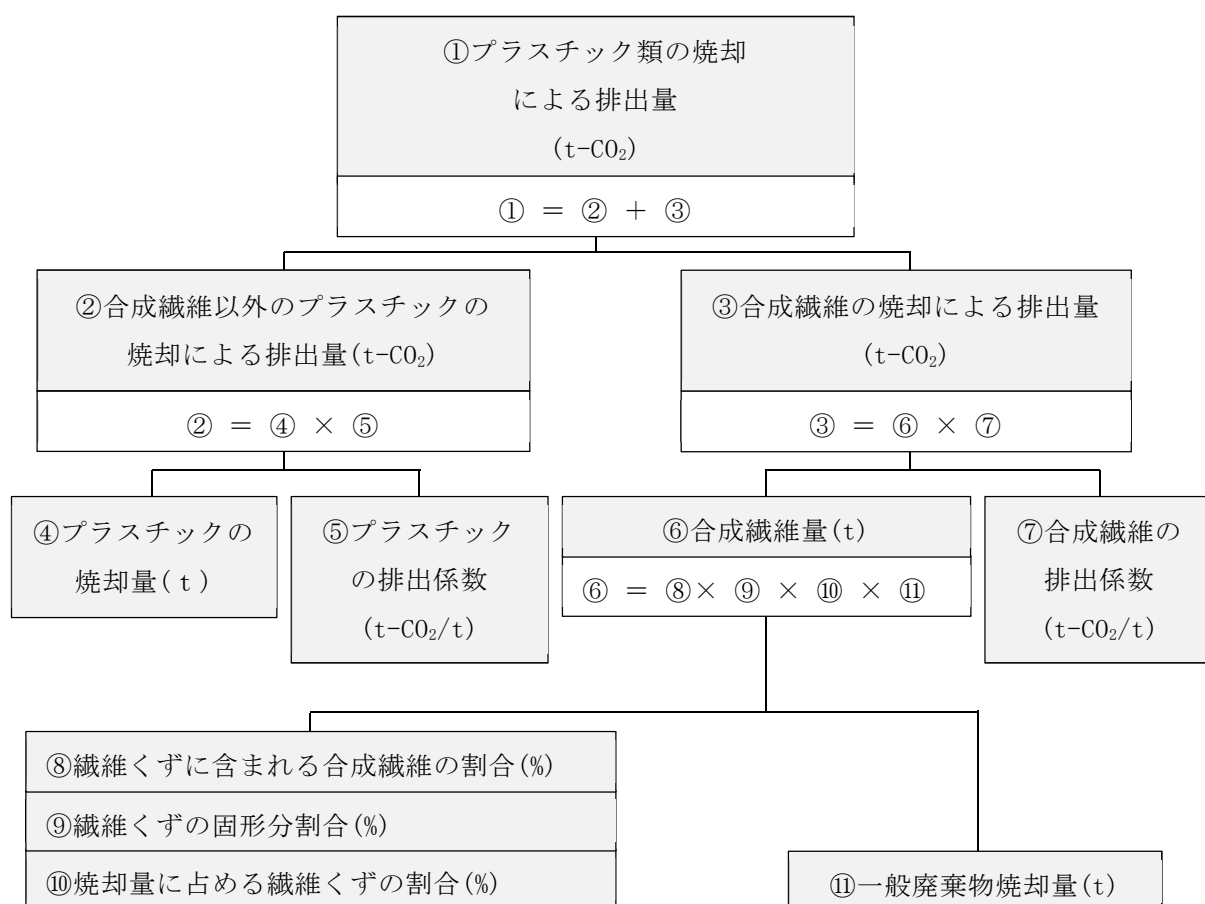 ①プラスチック類の焼却
による排出量
(t-CO₂)
① = ② + ③
②合成繊維以外のプラスチックの
焼却による排出量(t-CO₂)
② = ④ × ⑤
③合成繊維の焼却による排出量
(t-CO₂)
③ = ⑥ × ⑦
④プラスチックの
焼却量(t)
⑤プラスチック
の排出係数
(t-CO₂/t)
⑥合成繊維量(t)
⑥ = ⑧× ⑨ × ⑩ × ⑪
⑦合成繊維の
排出係数
(t-CO₂/t)
⑧繊維くずに含まれる合成繊維の割合(%)
⑨繊維くずの固形分割合(%)
⑩焼却量に占める繊維くずの割合(%)
⑪一般廃棄物焼却量(t)